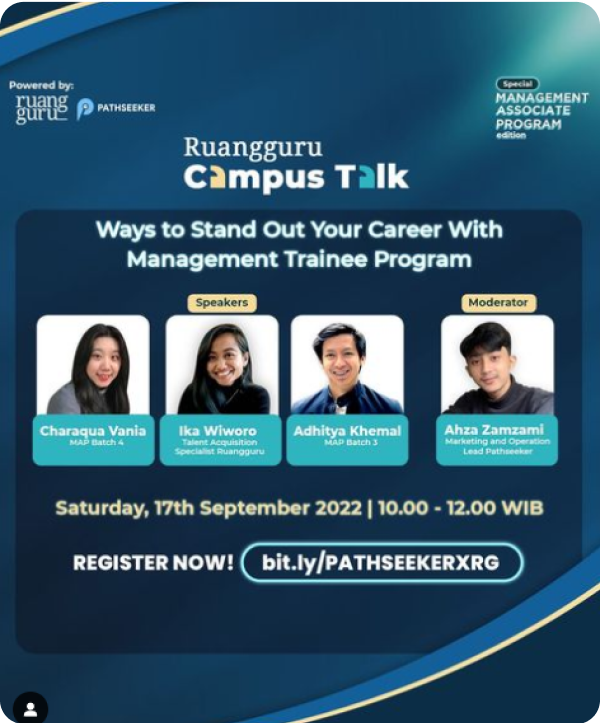 Powered by:
ruang
guru
PATHSEEKER
Special
MANAGEMENT
ASSOCIATE
PROGRAM
edition
Ruangguru
Campus Talk
Ways to Stand Out Your Career With
Management Trainee Program
Speakers
Moderator
Charaqua Vania
MAP Batch 4
Ika Wiworo
Talent Acquisition
Specialist Ruangguru
Adhitya Khemal
MAP Batch 3
Ahza Zamzami
Marketing and Operation
Lead Pathseeker
Saturday, 17th September 2022 | 10.00 - 12.00 WIB
REGISTER NOW! bit.ly/PATHSEEKERXRG